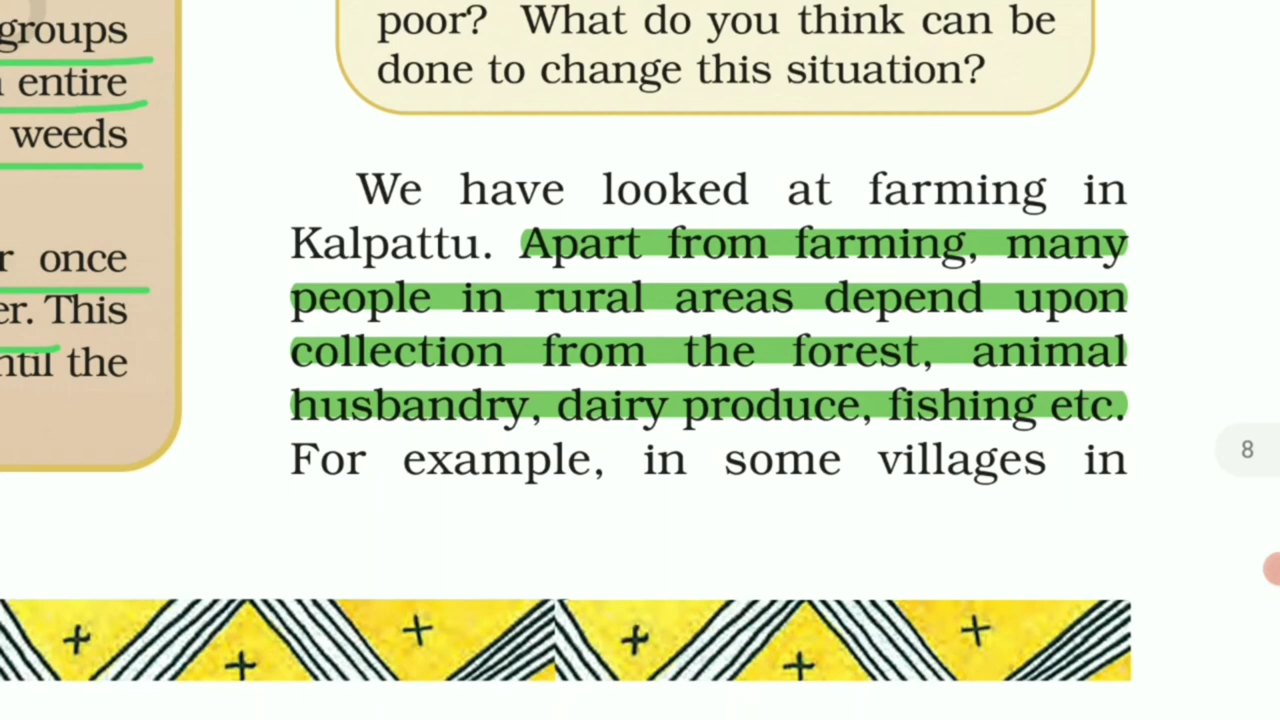 groups
entire
weeds
once
er. This
the
poor? What do you think can be
done to change this situation?
We have looked at farming in
Kalpattu. Apart from farming, many
people in rural areas depend upon
collection from the forest, animal
husbandry, dairy produce, fishing etc.
For example, in some villages in
8